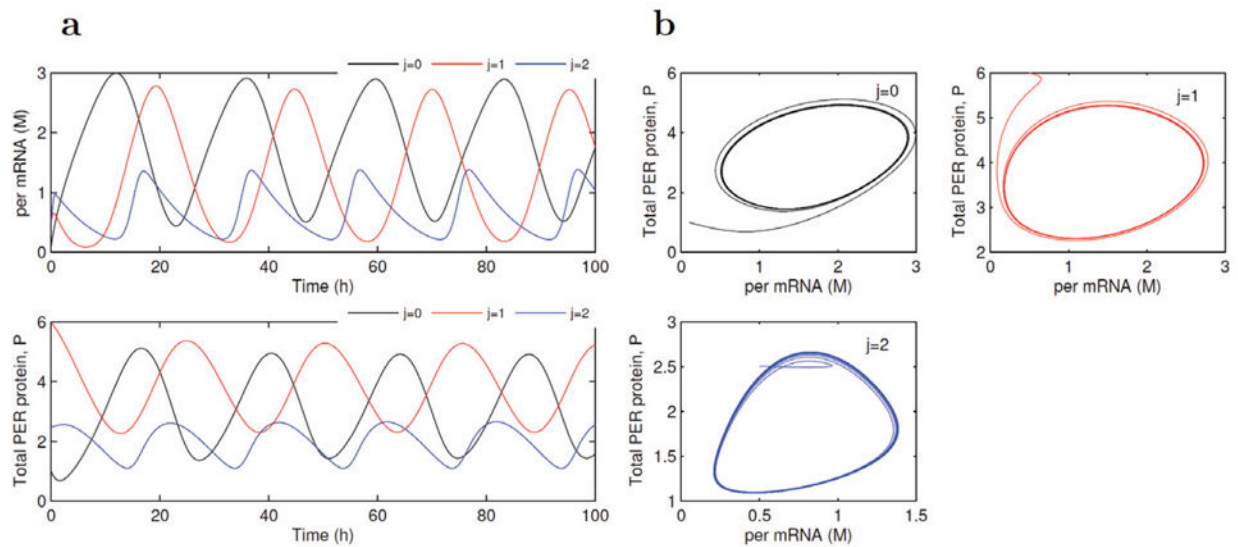 a
j=0 j=1 j=2
3
2
1
0
per mRNA (M)
0 20 40 60 80 100
Time (h)
j=0 j=1 j=2
6
4
2
0
Total PER protein, P
0 20 40 60 80 100
Time (h)
b
j=0
6
4
2
0
Total PER protein, P
0 1 2 3
per mRNA (M)
j=1
6
5
4
3
2
Total PER protein, P
0 1 2 3
per mRNA (M)
j=2
3
2.5
2
1.5
1
Total PER protein, P
0 0.5 1 1.5
per mRNA (M)